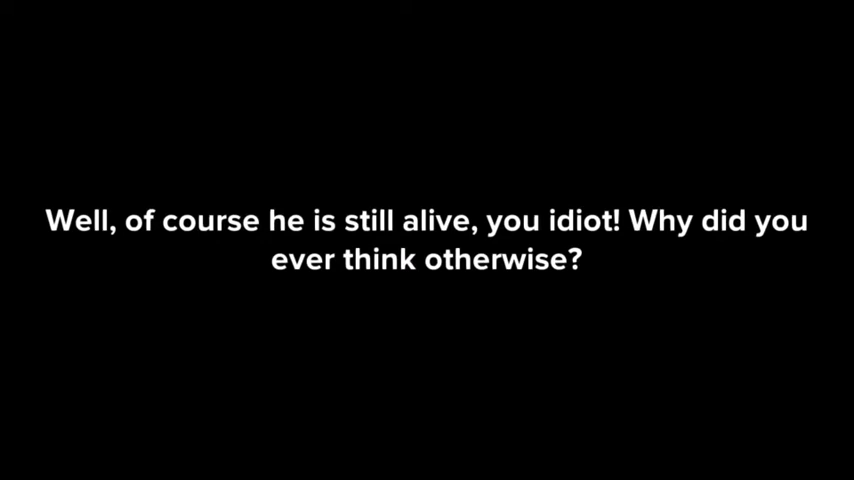 Well, of course he is still alive, you idiot! Why did you
ever think otherwise?